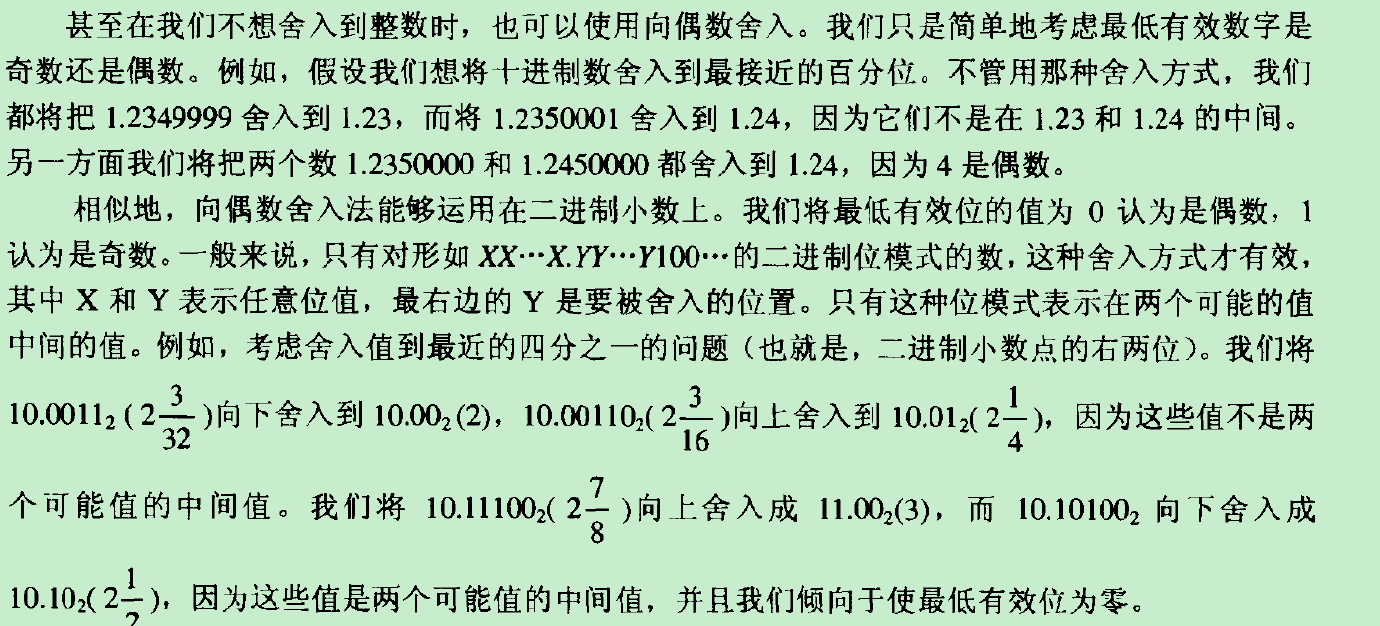 甚至在我们不想舍入到整数时，也可以使用向偶数舍入。我们只是简单地考虑最低有效数字是
奇数还是偶数。例如，假设我们想将十进制数舍入到最接近的百分位。不管用那种舍入方式，我们
都将把 1.2349999 舍入到 1.23，而将 1.2350001 舍入到 1.24，因为它们不是在 1.23 和 1.24 的中间。
另一方面我们将把两个数 1.2350000 和 1.2450000 都舍入到 1.24，因为 4 是偶数。
相似地，向偶数舍入法能够运用在二进制小数上。我们将最低有效位的值为 0 认为是偶数，1
认为是奇数。一般来说，只有对形如 XX…X.YY…Y100…的二进制位模式的数，这种舍入方式才有效，
其中 X 和 Y 表示任意位值，最右边的 Y 是要被舍入的位置。只有这种位模式表示在两个可能的值
中间的值。例如，考虑舍入值到最近的四分之一的问题（也就是，二进制小数点的右两位）。我们将
10.0011₂ ( 2 3/32 )向下舍入到 10.00₂ (2)，10.00110₂( 2 3/16 )向上舍入到 10.01₂( 2 1/4 )，因为这些值不是两
个可能值的中间值。我们将 10.11100₂( 2 7/8 )向上舍入成 11.00₂(3)，而 10.10100₂ 向下舍入成
10.10₂( 2 1/2 )，因为这些值是两个可能值的中间值，并且我们倾向于使最低有效位为零。